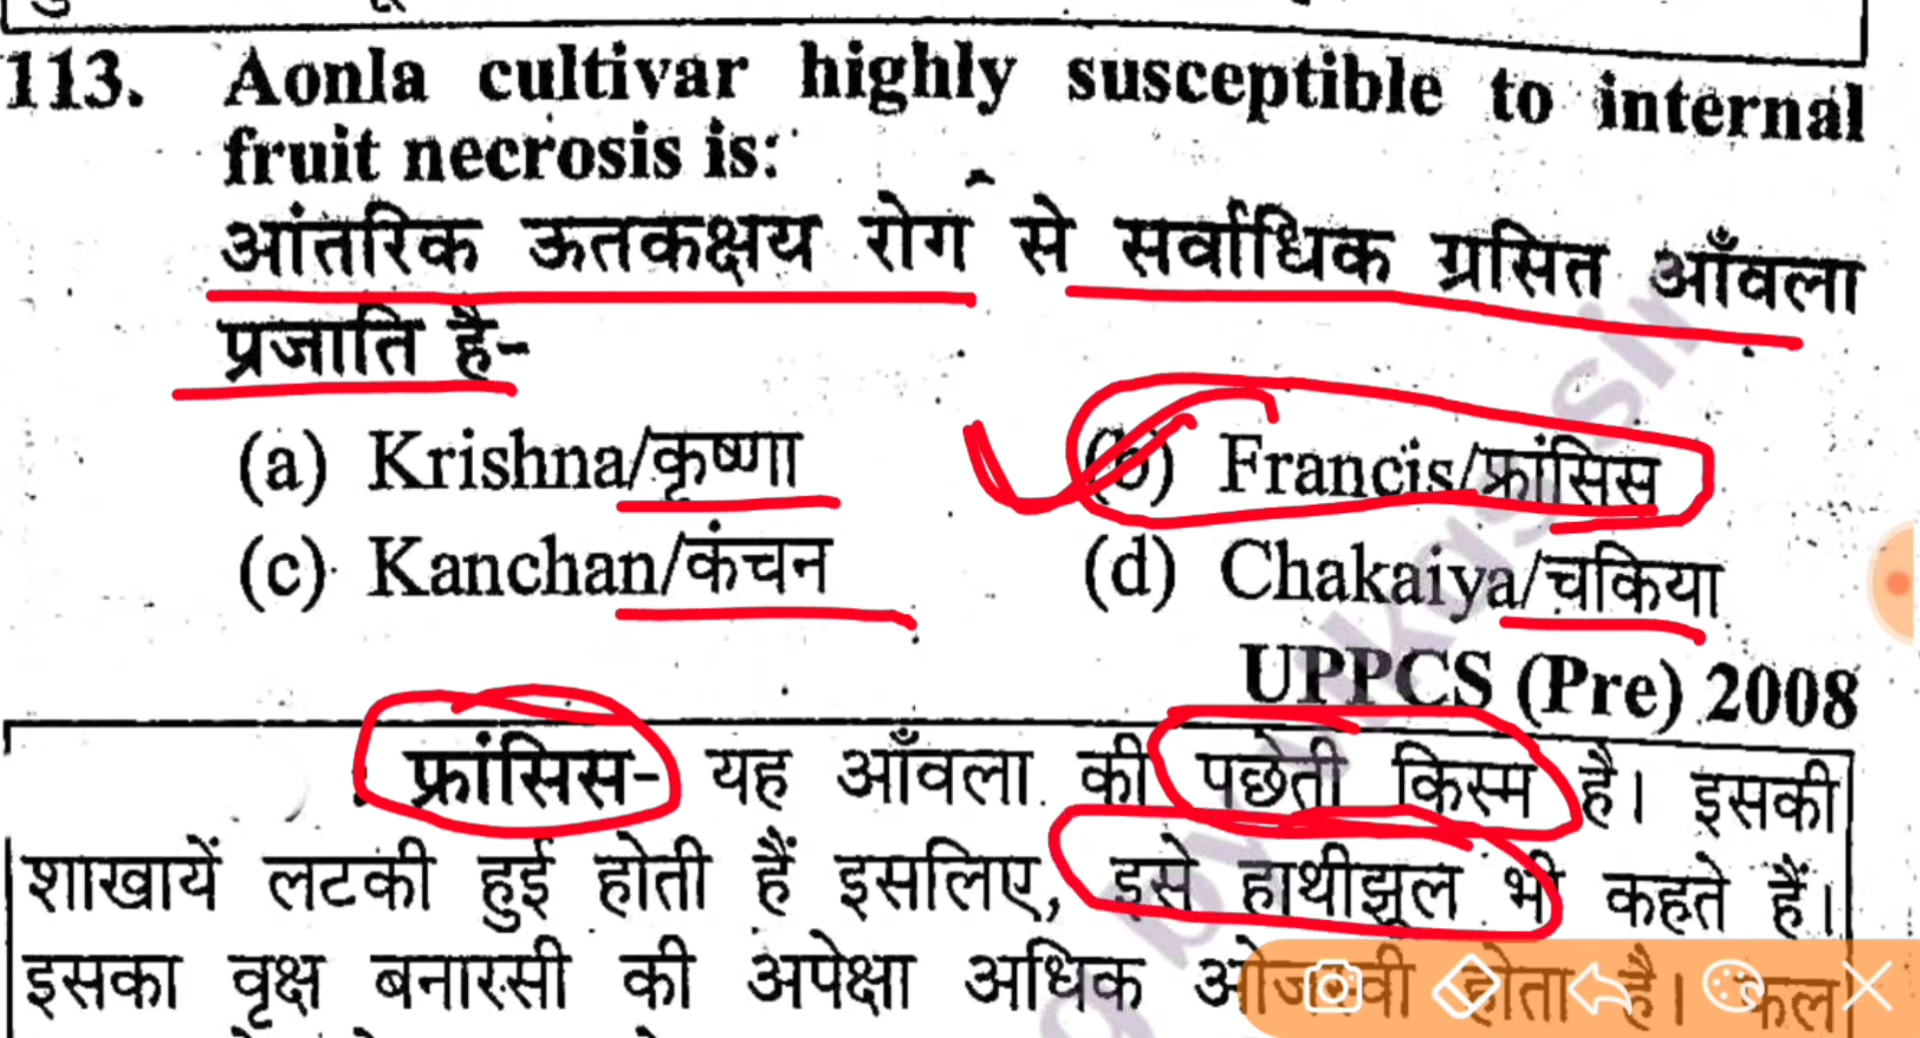 113. Aonla cultivar highly susceptible to internal
fruit necrosis is:
आंतरिक ऊतकक्षय रोग से सर्वाधिक ग्रसित आँवला
प्रजाति है-
(a) Krishna/कृष्णा (b) Francis/फ्रांसिस
(c) Kanchan/कंचन (d) Chakaiya/चकिया
UPPCS (Pre) 2008
फ्रांसिस- यह आँवला की पछेती किस्म है। इसकी
शाखायें लटकी हुई होती हैं इसलिए, इसे हाथीझूल भी कहते हैं।
इसका वृक्ष बनारसी की अपेक्षा अधिक ओजस्वी होता है। फल